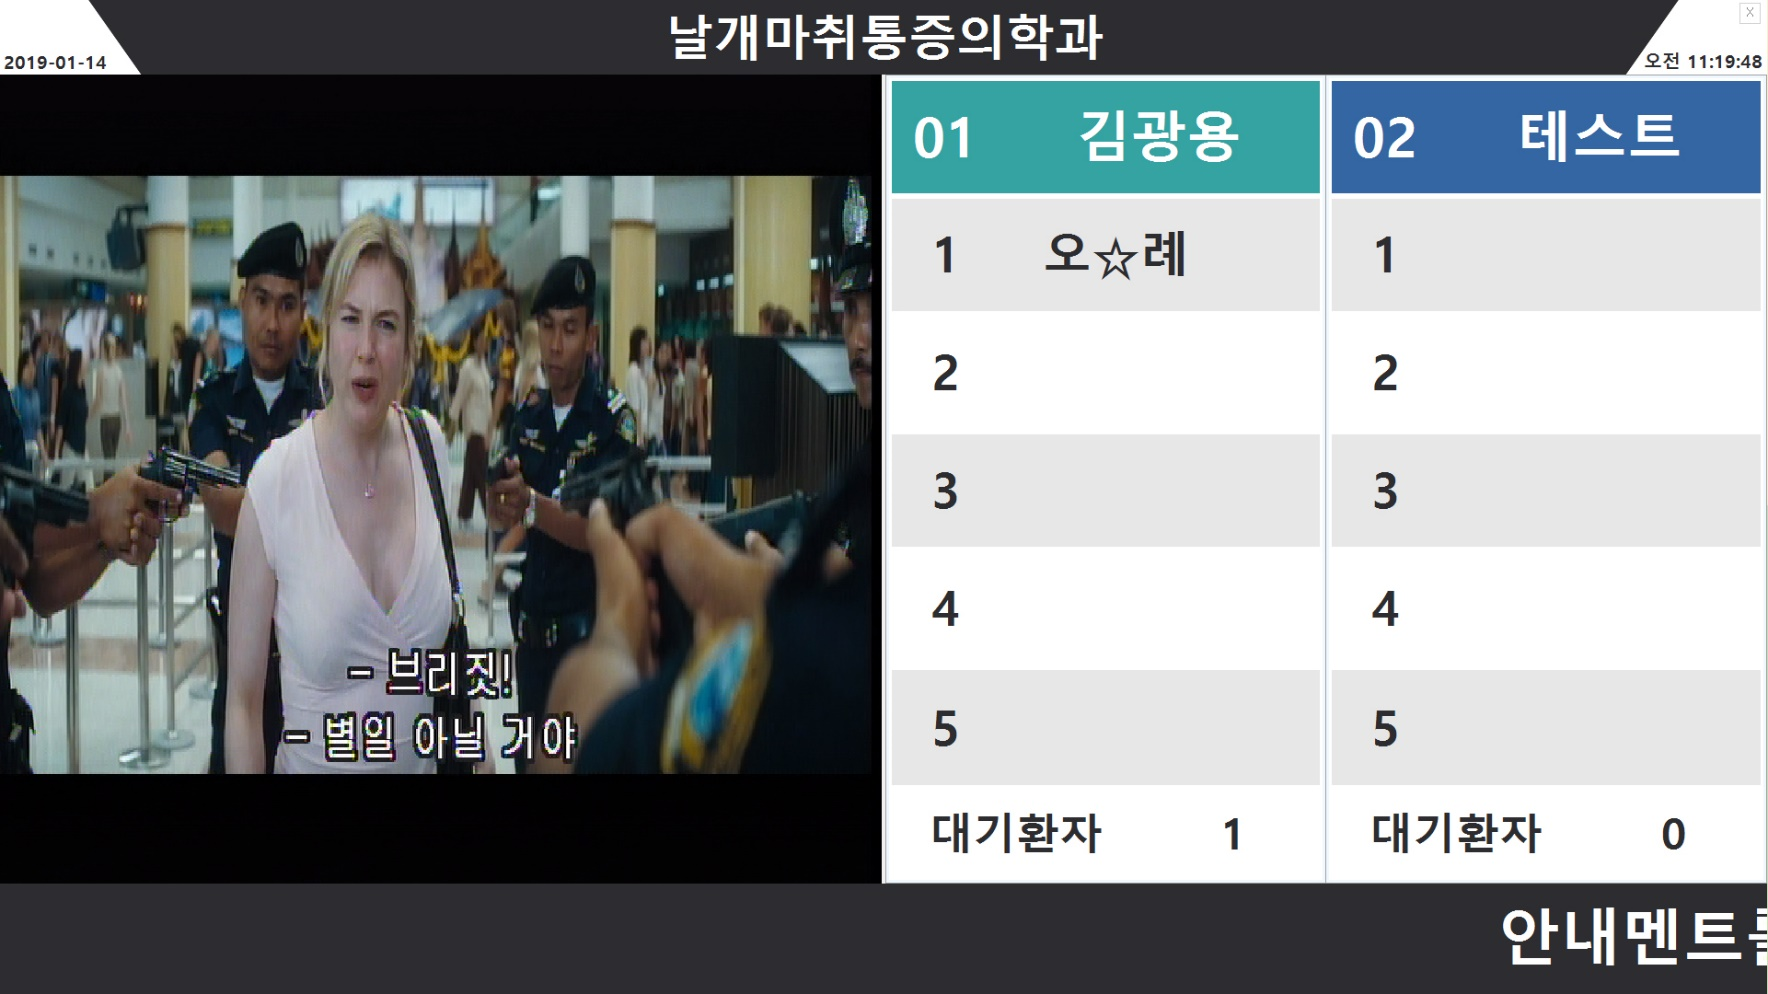 날개마취통증의학과
2019-01-14
오전 11:19:48
X
- 브리짓!
- 별일 아닐 거야
01 김광용
1 오☆례
2
3
4
5
대기환자 1
02 테스트
1
2
3
4
5
대기환자 0
안내멘트